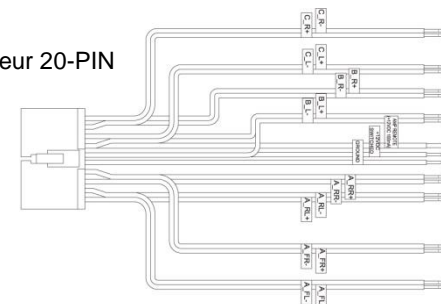 eur 20-PIN
C_R-
C_R+
C_L+
C_L-
B_R+
B_R-
B_L+
B_L-
GROUND
A_RR+
A_RR-
A_RL-
A_RL+
A_FR+
A_FR-
A_FL-